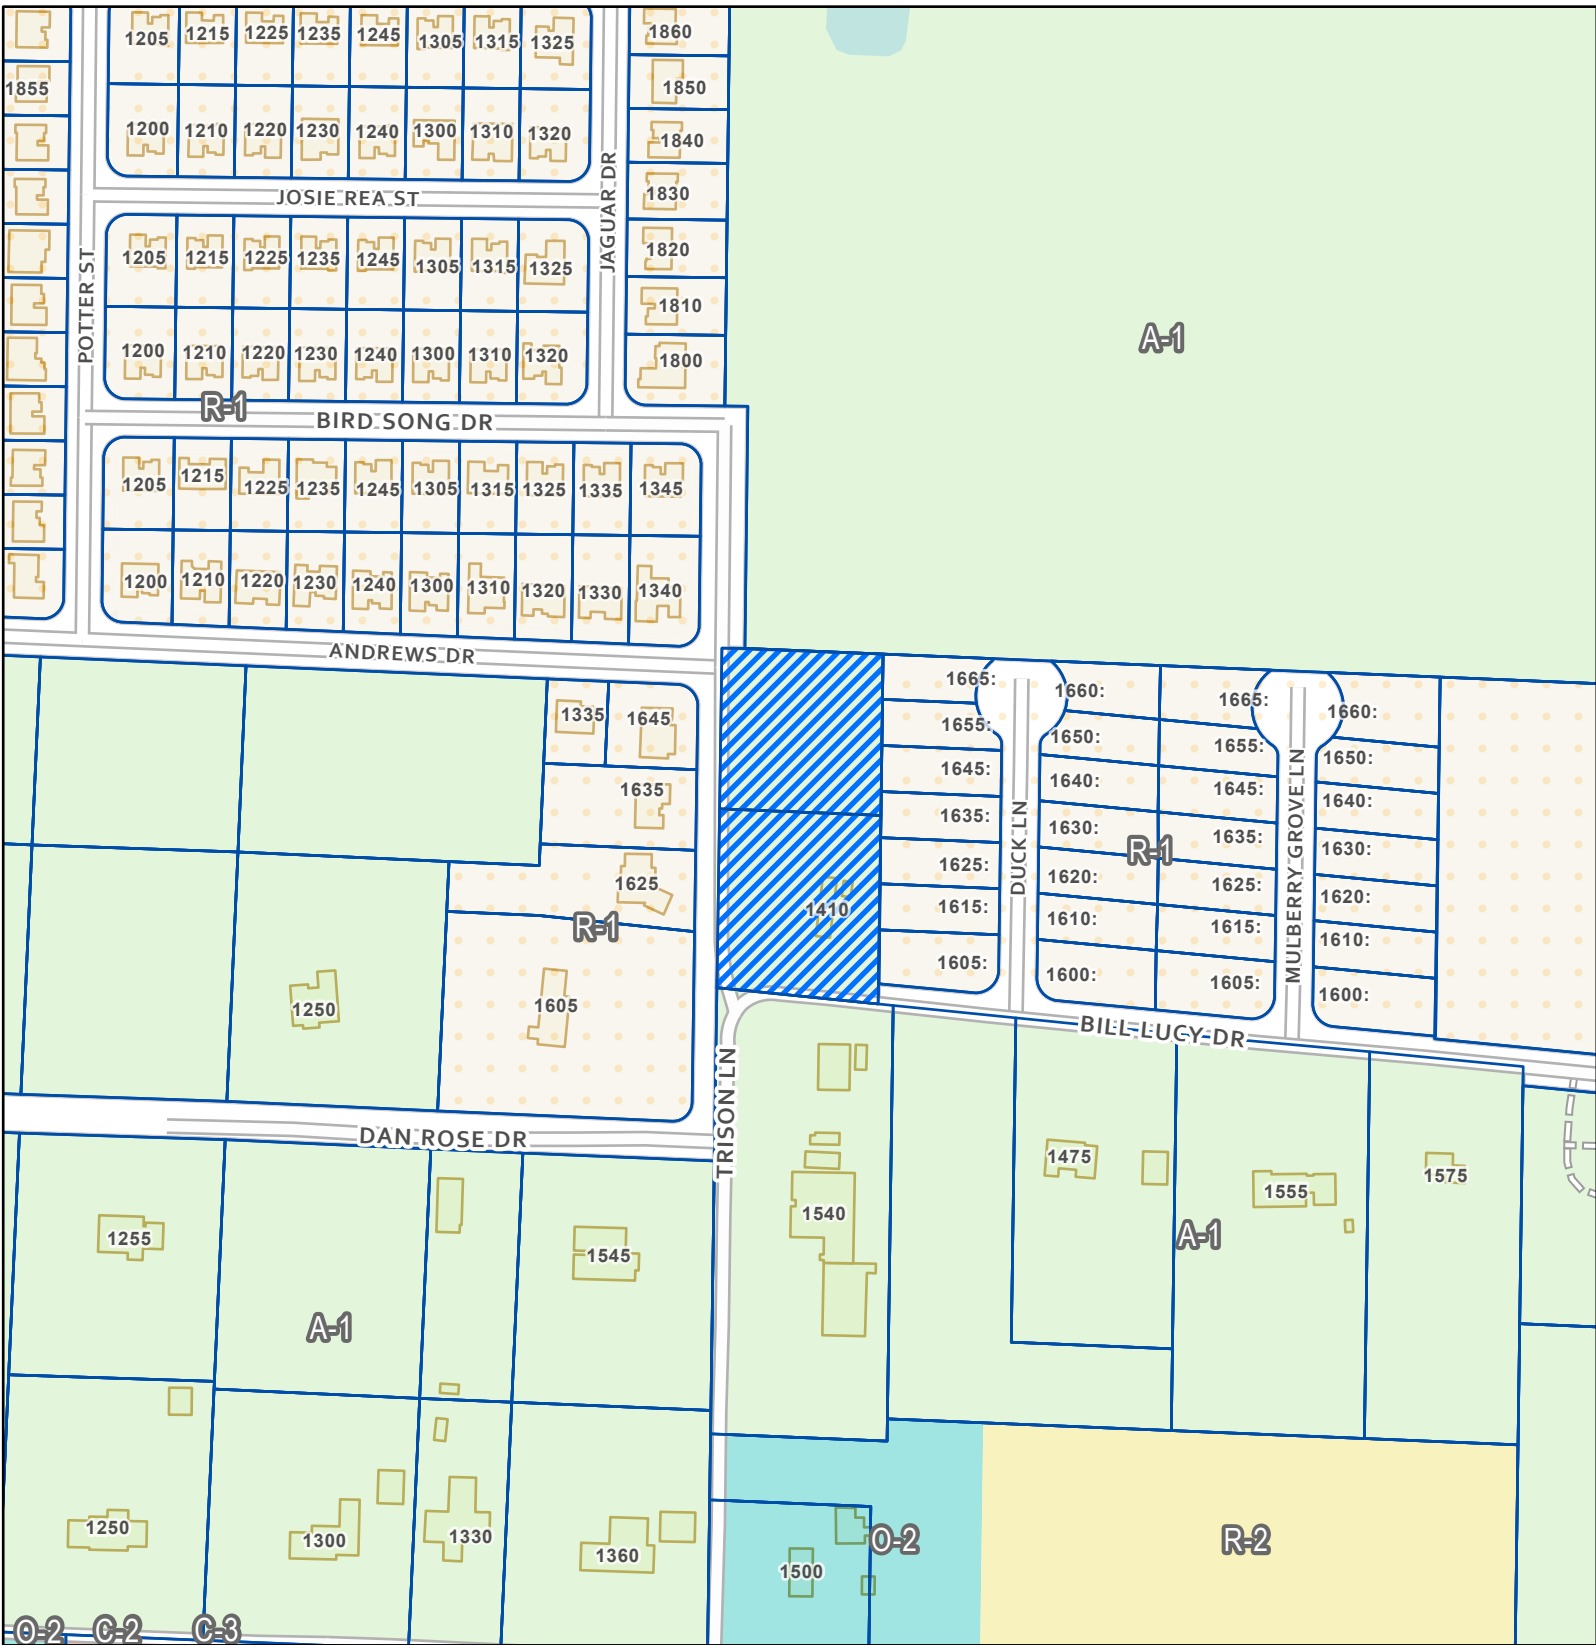 1205 1215 1225 1235 1245 1305 1315 1325 1860
1855 1850
1200 1210 1220 1230 1240 1300 1310 1320 1840
JOSIE REA ST
JAGUAR DR
1830
POTTER ST
1205 1215 1225 1235 1245 1305 1315 1325 1820
1810
A-1
1200 1210 1220 1230 1240 1300 1310 1320 1800
R-1
BIRD SONG DR
1205 1215 1225 1235 1245 1305 1315 1325 1335 1345
1200 1210 1220 1230 1240 1300 1310 1320 1330 1340
ANDREWS DR
1665: 1660: 1665: 1660:
1335 1645 1655: 1650: 1655: 1650:
1635 1645: 1640: 1645: 1640:
1635: 1630: R-1 1635: 1630:
DUCK LN
MULBERRY GROVE LN
1625 1625: 1620: 1625: 1620:
1410 1615: 1610: 1615: 1610:
R-1
1605: 1600: 1605: 1600:
1250 1605
BILL LUCY DR
TRISON LN
DAN ROSE DR
1475 1555 1575
1255 1545 1540 A-1
A-1
1250 1300 1330 1360 1500 O-2 R-2
O-2 C-2 C-3